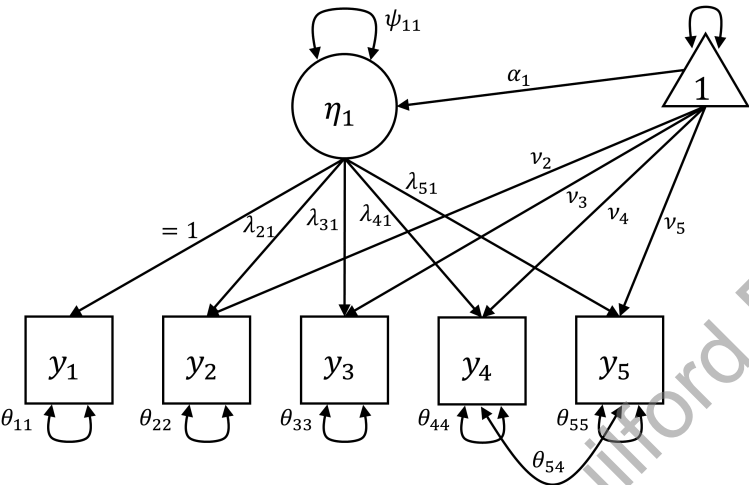 ψ₁₁
η₁
α₁
1
ν₂
λ₅₁
ν₃
ν₄
ν₅
= 1
λ₂₁
λ₃₁
λ₄₁
y₁
y₂
y₃
y₄
y₅
θ₁₁
θ₂₂
θ₃₃
θ₄₄
θ₅₅
θ₅₄